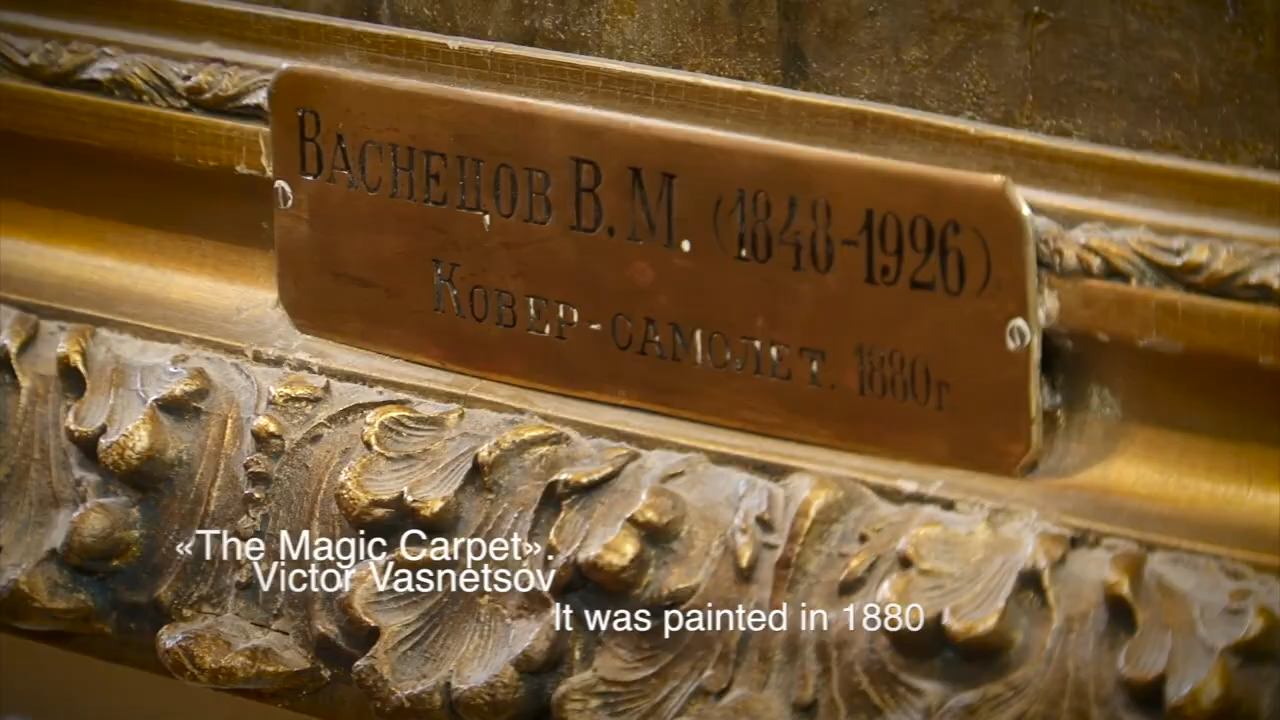 Васнецов В.М. (1848-1926)
Ковер-самолет. 1880г
«The Magic Carpet».
Victor Vasnetsov
It was painted in 1880